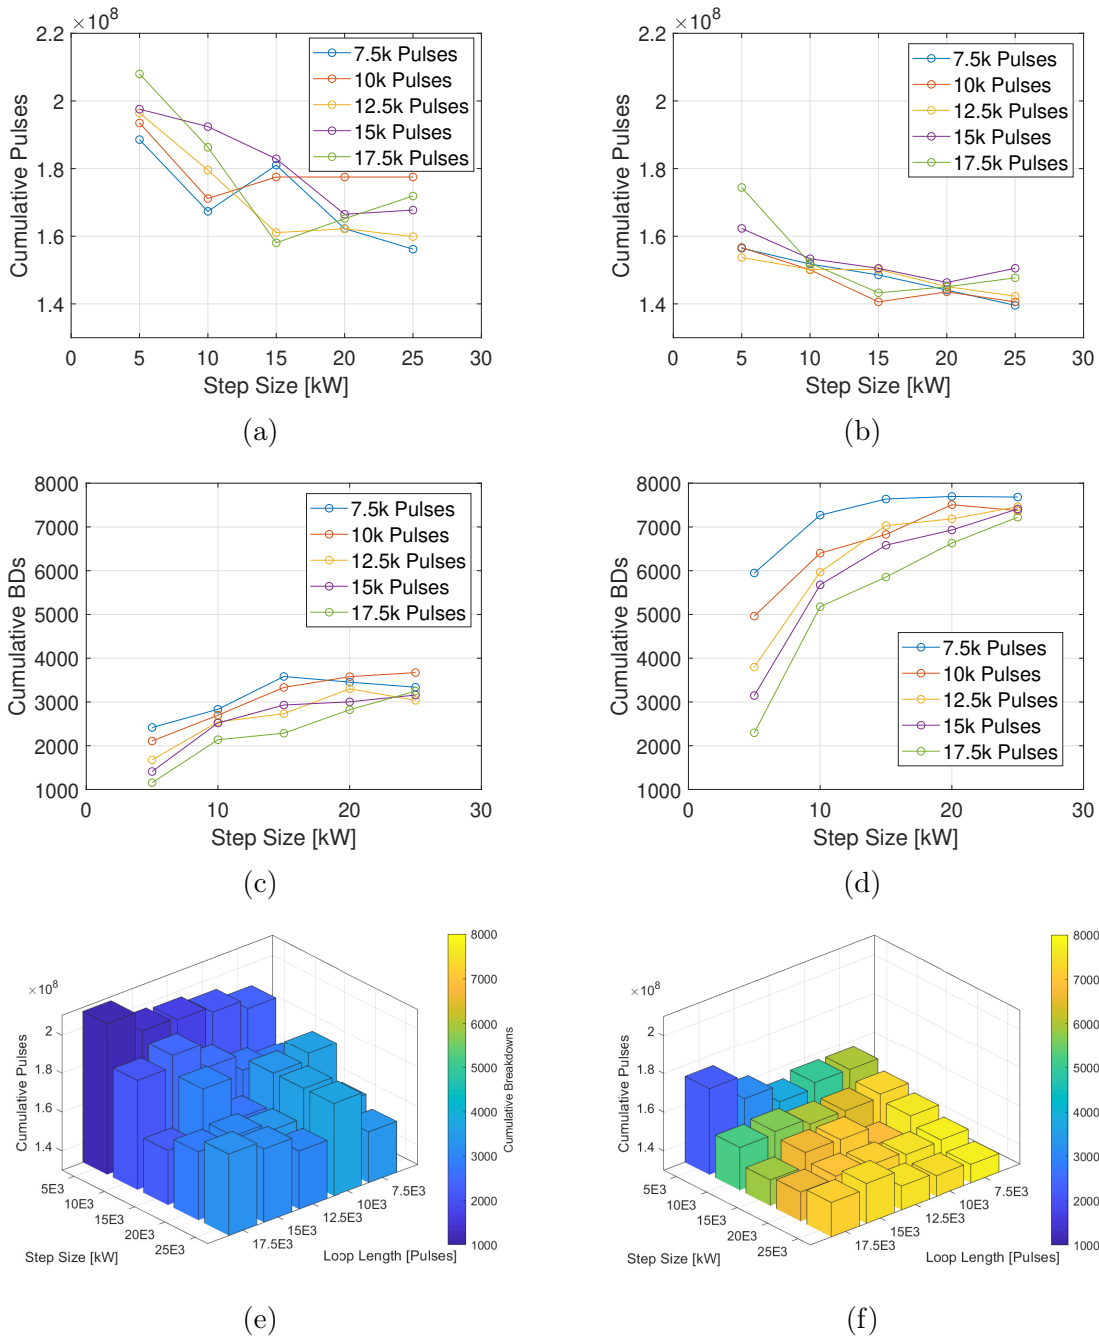 ×10⁸
2.2
2
1.8
1.6
1.4
0 5 10 15 20 25 30
Cumulative Pulses
Step Size [kW]
7.5k Pulses
10k Pulses
12.5k Pulses
15k Pulses
17.5k Pulses
(a)
×10⁸
2.2
2
1.8
1.6
1.4
0 5 10 15 20 25 30
Cumulative Pulses
Step Size [kW]
7.5k Pulses
10k Pulses
12.5k Pulses
15k Pulses
17.5k Pulses
(b)
8000
7000
6000
5000
4000
3000
2000
1000
0 10 20 30
Cumulative BDs
Step Size [kW]
7.5k Pulses
10k Pulses
12.5k Pulses
15k Pulses
17.5k Pulses
(c)
8000
7000
6000
5000
4000
3000
2000
1000
0 10 20 30
Cumulative BDs
Step Size [kW]
7.5k Pulses
10k Pulses
12.5k Pulses
15k Pulses
17.5k Pulses
(d)
×10⁸
2
1.8
1.6
1.4
Cumulative Pulses
5E3
10E3
15E3
20E3
25E3
Step Size [kW]
17.5E3
15E3
12.5E3
10E3
7.5E3
Loop Length [Pulses]
8000
7000
6000
5000
4000
3000
2000
1000
Cumulative Breakdowns
(e)
×10⁸
2
1.8
1.6
1.4
Cumulative Pulses
5E3
10E3
15E3
20E3
25E3
Step Size [kW]
17.5E3
15E3
12.5E3
10E3
7.5E3
Loop Length [Pulses]
8000
7000
6000
5000
4000
3000
2000
1000
(f)